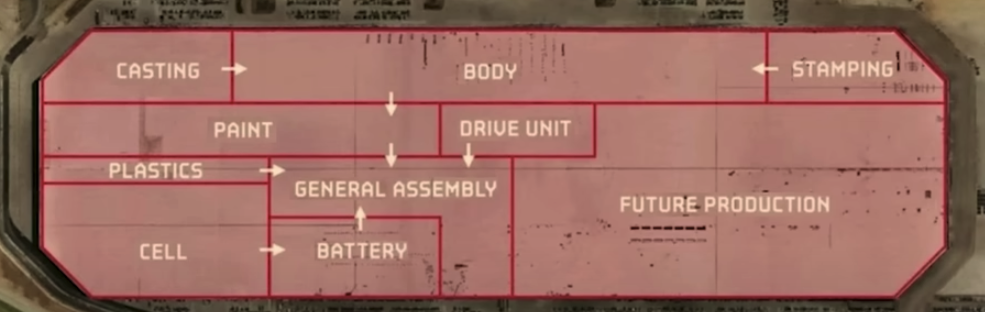 CASTING
BODY
STAMPING
PAINT
DRIVE UNIT
PLASTICS
GENERAL ASSEMBLY
FUTURE PRODUCTION
CELL
BATTERY